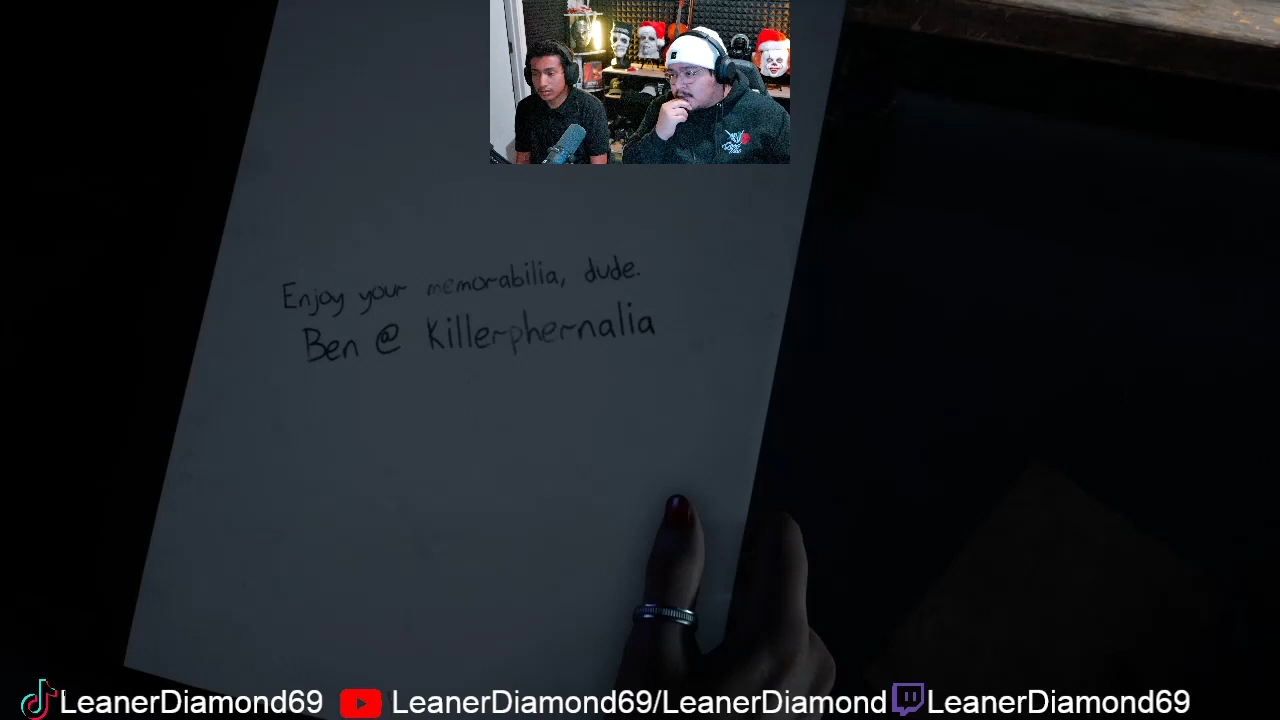 Enjoy your memorabilia, dude.
Ben @ Killerphernalia
LeanerDiamond69
LeanerDiamond69/LeanerDiamond
LeanerDiamond69